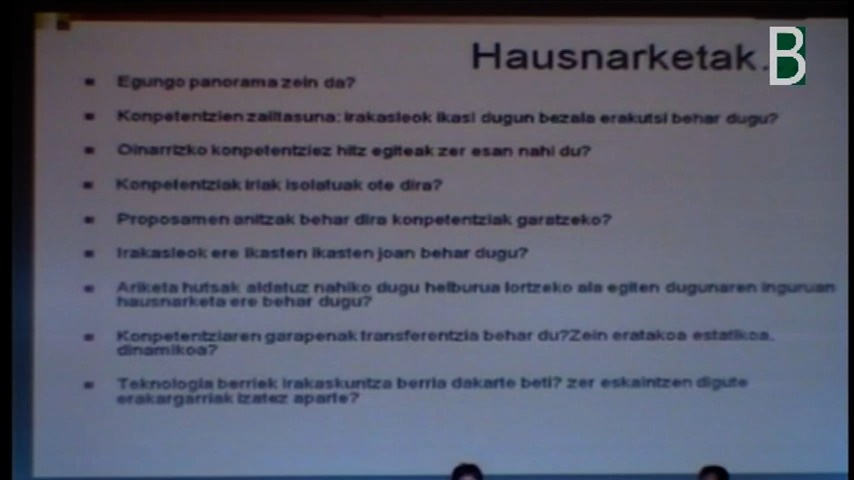 Hausnarketak.
B
Egungo panorama zein da?
Konpetentzien zailtasuna: irakasleok ikasi dugun bezala erakutsi behar dugu?
Oinarrizko konpetentziez hitz egiteak zer esan nahi du?
Konpetentziak irlak isolatuak ote dira?
Proposamen anitzak behar dira konpetentziak garatzeko?
Irakasleok ere ikasten ikasten joan behar dugu?
Ariketa hutsak aldatuz nahiko dugu helburua lortzeko ala egiten dugunaren inguruan
hausnarketa ere behar dugu?
Konpetentziaren garapenak transferentzia behar du?Zein eratakoa estatikoa,
dinamikoa?
Teknologia berriek irakaskuntza berria dakarte beti? zer eskaintzen digute
erakargarriak izatez aparte?